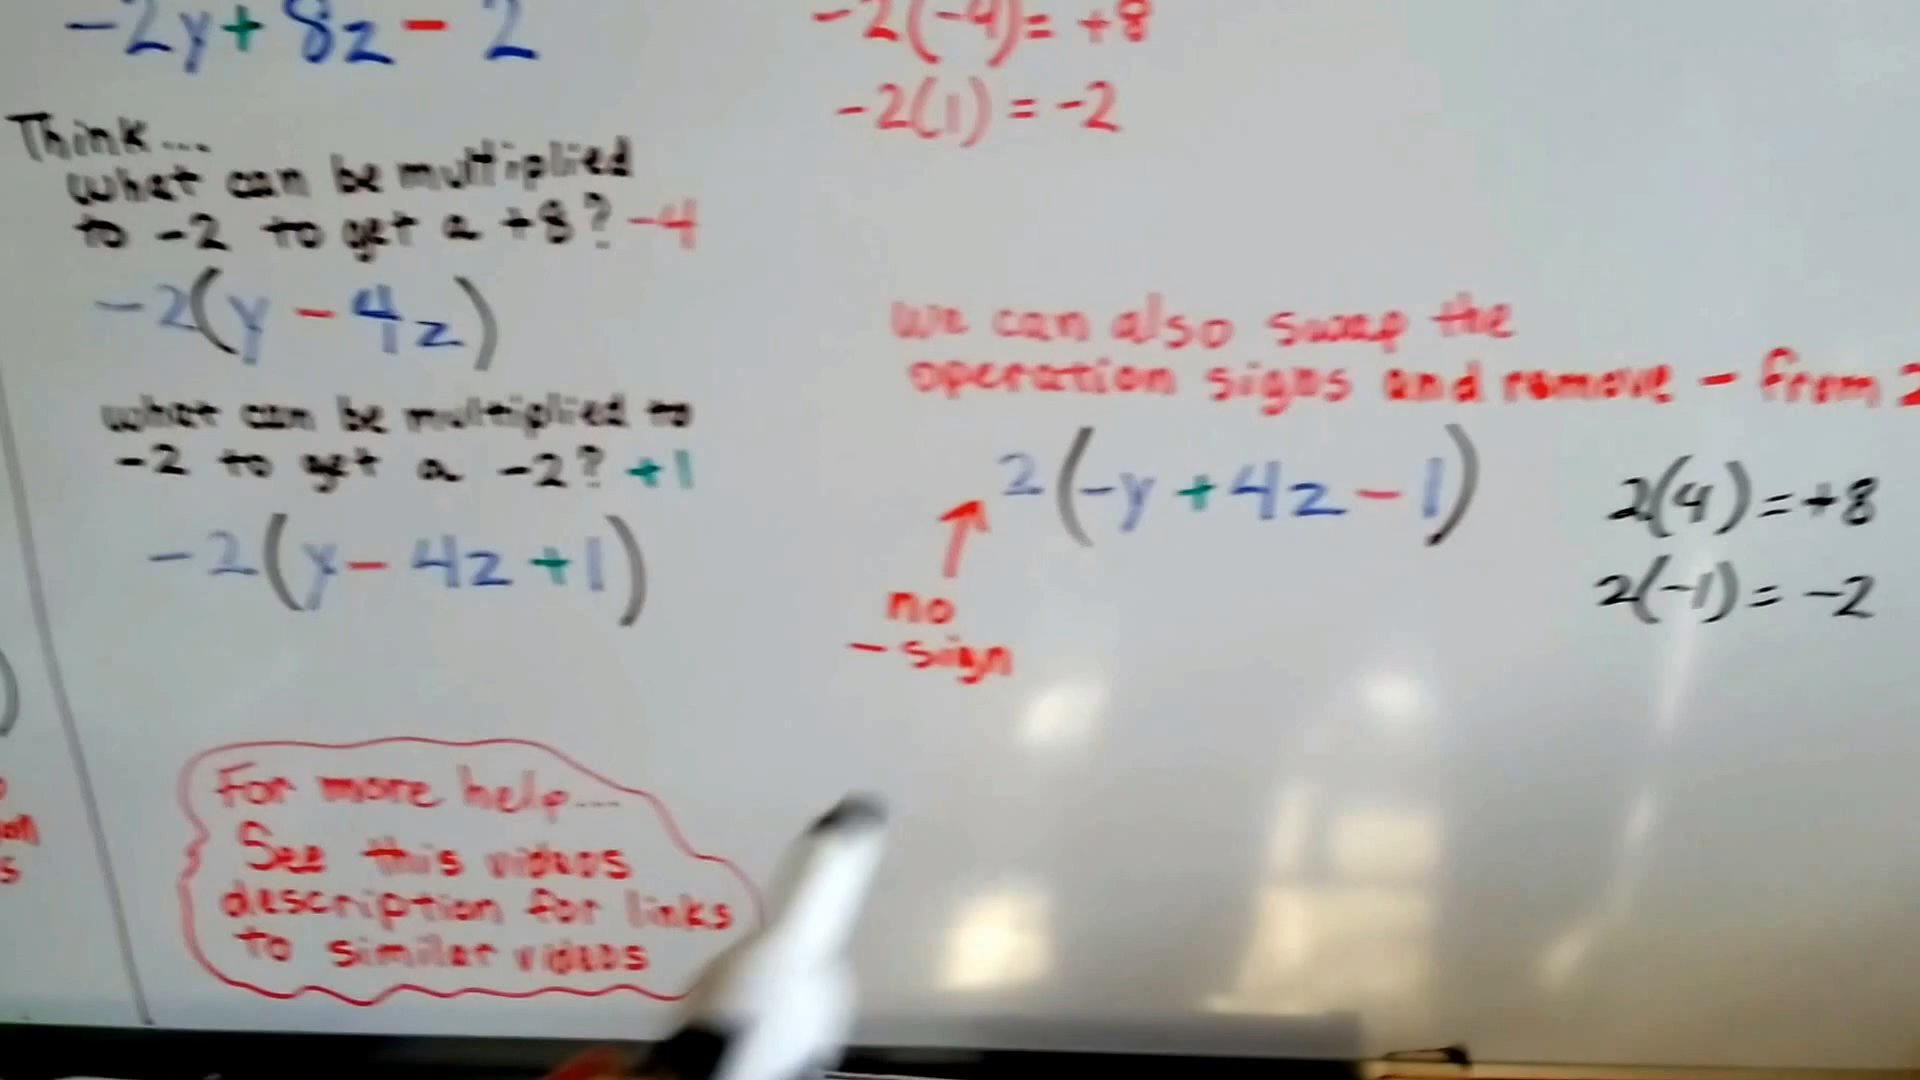 -2y+8z-2
Think...
what can be multiplied
to -2 to get a +8? -4
-2(y-4z)
what can be multiplied to
-2 to get a -2? +1
-2(y-4z+1)
For more help....
See this videos
description for links
to similar videos
-2(-4)=+8
-2(1)=-2
we can also swap the
operation signs and remove - from 2
2(-y+4z-1)
no
- sign
2(4)=+8
2(-1)=-2